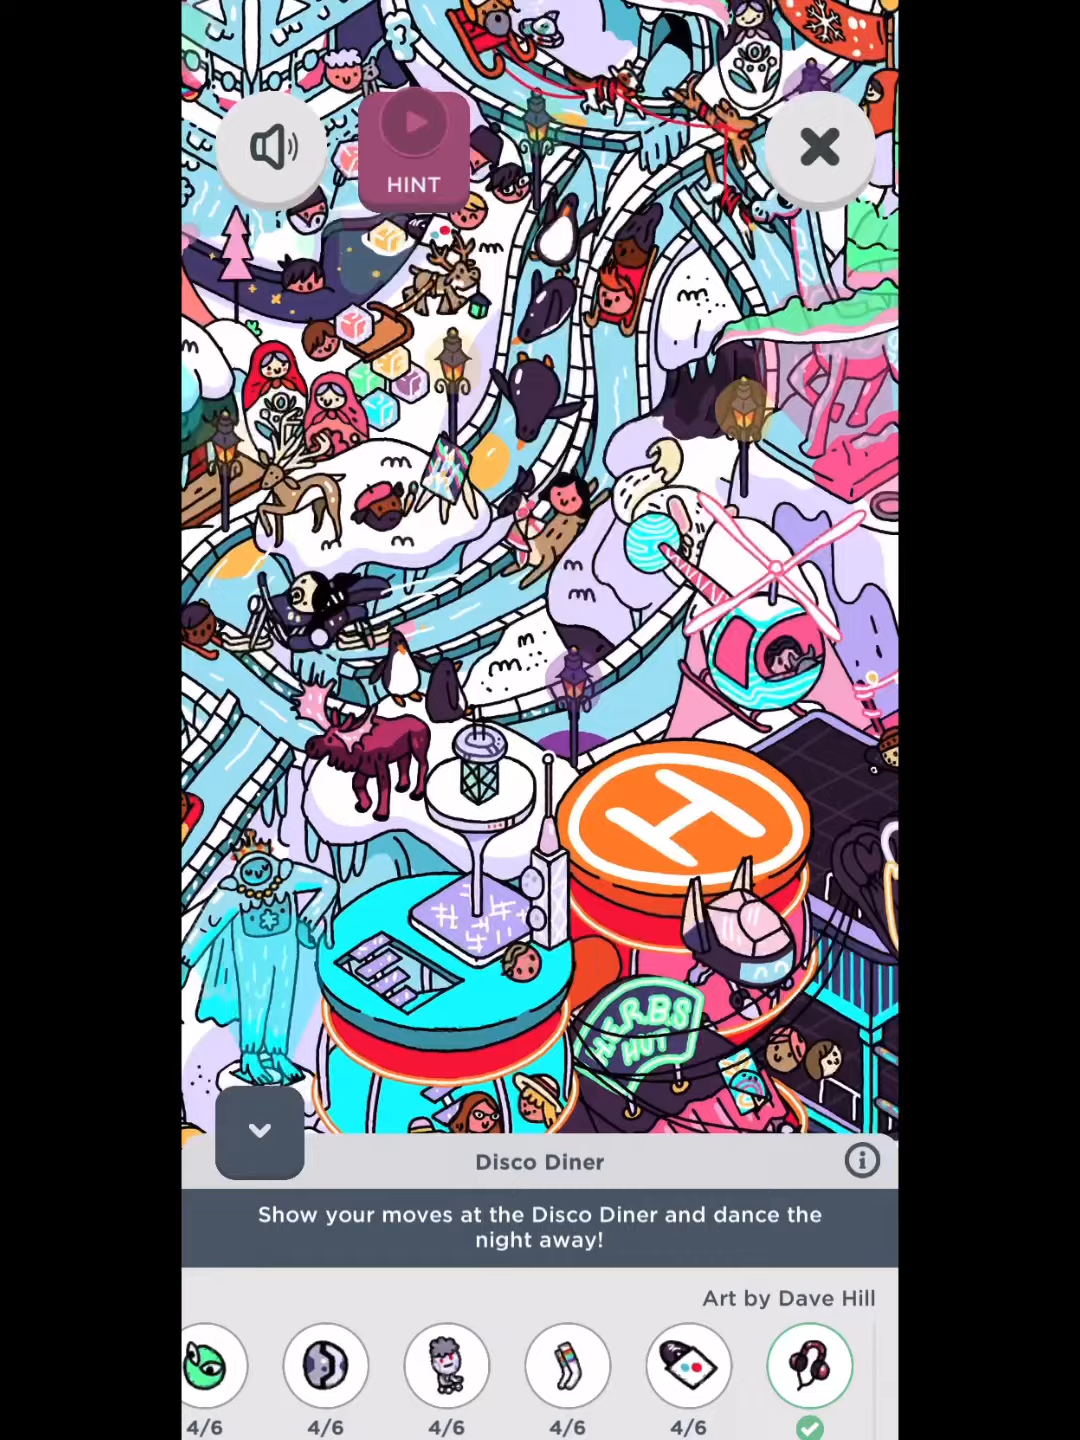 HINT
H
H.E.R.B.S
HUT
Disco Diner
Show your moves at the Disco Diner and dance the
night away!
Art by Dave Hill
4/6
4/6
4/6
4/6
4/6